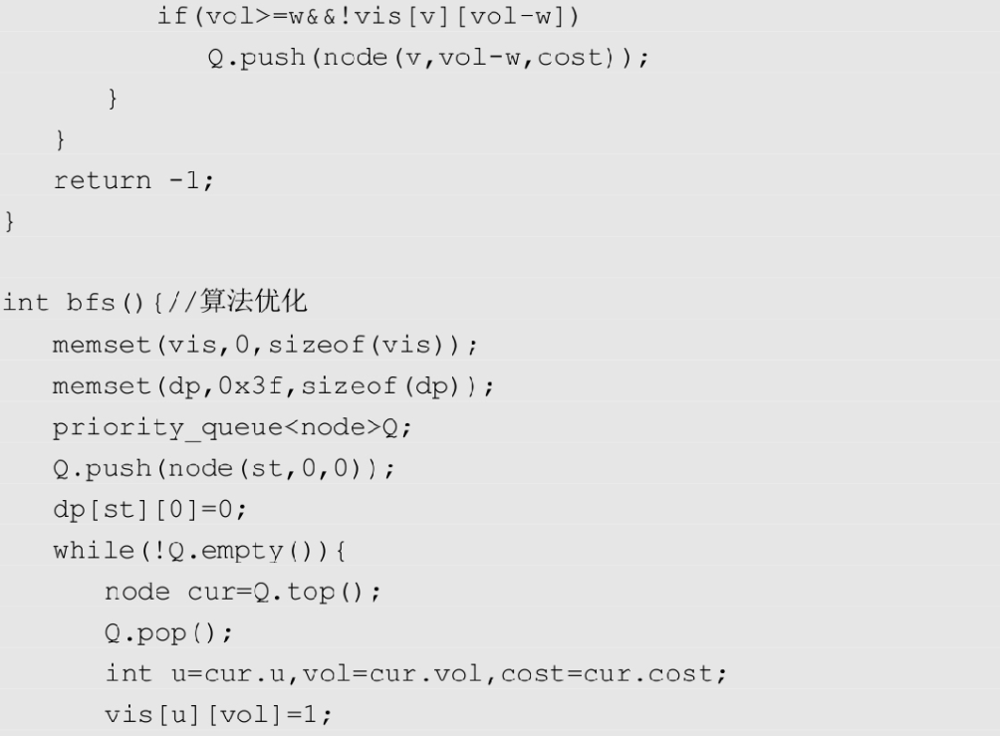 if(vol>=w&&!vis[v][vol-w])
Q.push(node(v,vol-w,cost));
}
}
return -1;
}
int bfs(){//算法优化
memset(vis,0,sizeof(vis));
memset(dp,0x3f,sizeof(dp));
priority_queue<node>Q;
Q.push(node(st,0,0));
dp[st][0]=0;
while(!Q.empty()){
node cur=Q.top();
Q.pop();
int u=cur.u,vol=cur.vol,cost=cur.cost;
vis[u][vol]=1;